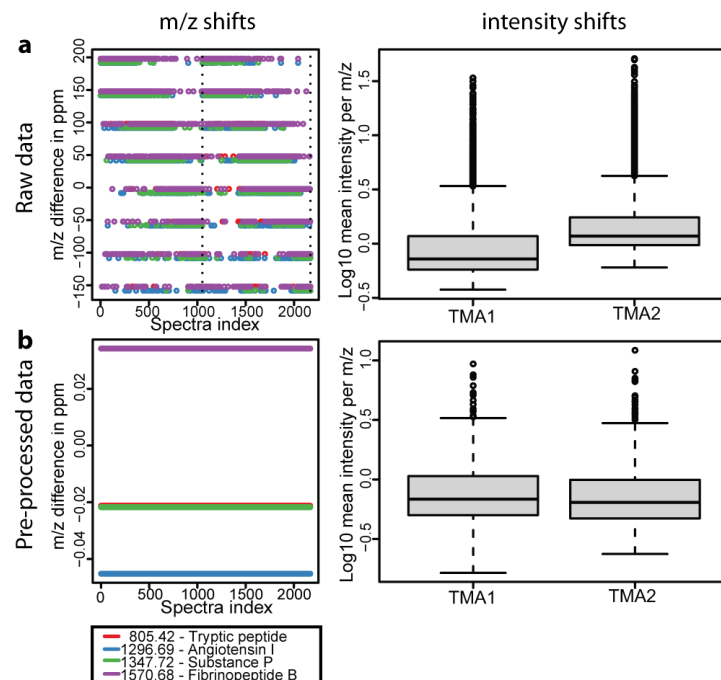 m/z shifts
intensity shifts
a
Raw data
m/z difference in ppm
200
150
100
50
0
−50
−100
−150
0
500
1000
1500
2000
Spectra index
Log10 mean intensity per m/z
1.5
1.0
0.5
0.0
−0.5
TMA1
TMA2
b
Pre-processed data
m/z difference in ppm
0.02
0.00
−0.02
−0.04
0
500
1000
1500
2000
Spectra index
Log10 mean intensity per m/z
1.0
0.5
0.0
−0.5
TMA1
TMA2
805.42 - Tryptic peptide
1296.69 - Angiotensin I
1347.72 - Substance P
1570.68 - Fibrinopeptide B